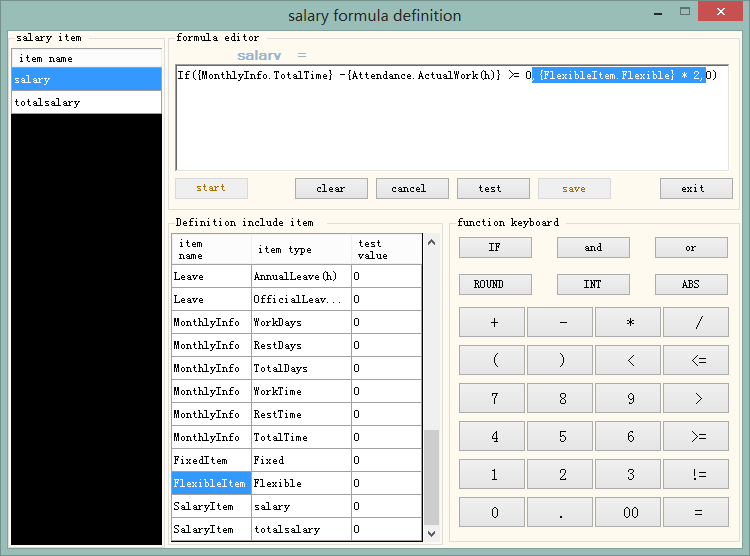 salary formula definition
salary item
item name
salary
totalsalary
formula editor
salary =
If({MonthlyInfo.TotalTime} -{Attendance.ActualWork(h)} >= 0,{FlexibleItem.Flexible} * 2,0)
start clear cancel test save exit
Definition include item
item name item type test value
Leave AnnualLeave(h) 0
Leave OfficialLeav... 0
MonthlyInfo WorkDays 0
MonthlyInfo RestDays 0
MonthlyInfo TotalDays 0
MonthlyInfo WorkTime 0
MonthlyInfo RestTime 0
MonthlyInfo TotalTime 0
FixedItem Fixed 0
FlexibleItem Flexible 0
SalaryItem salary 0
SalaryItem totalsalary 0
function keyboard
IF and or
ROUND INT ABS
+ - * /
( ) < <=
7 8 9 >
4 5 6 >=
1 2 3 !=
0 . 00 =